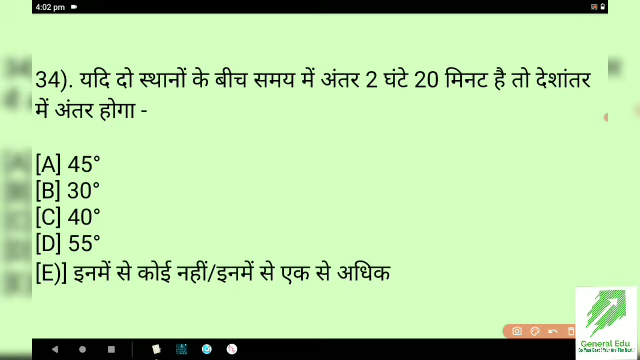 4:02 pm
34). यदि दो स्थानों के बीच समय में अंतर 2 घंटे 20 मिनट है तो देशांतर
में अंतर होगा -
[A] 45°
[B] 30°
[C] 40°
[D] 55°
[E)] इनमें से कोई नहीं/इनमें से एक से अधिक
General Edu